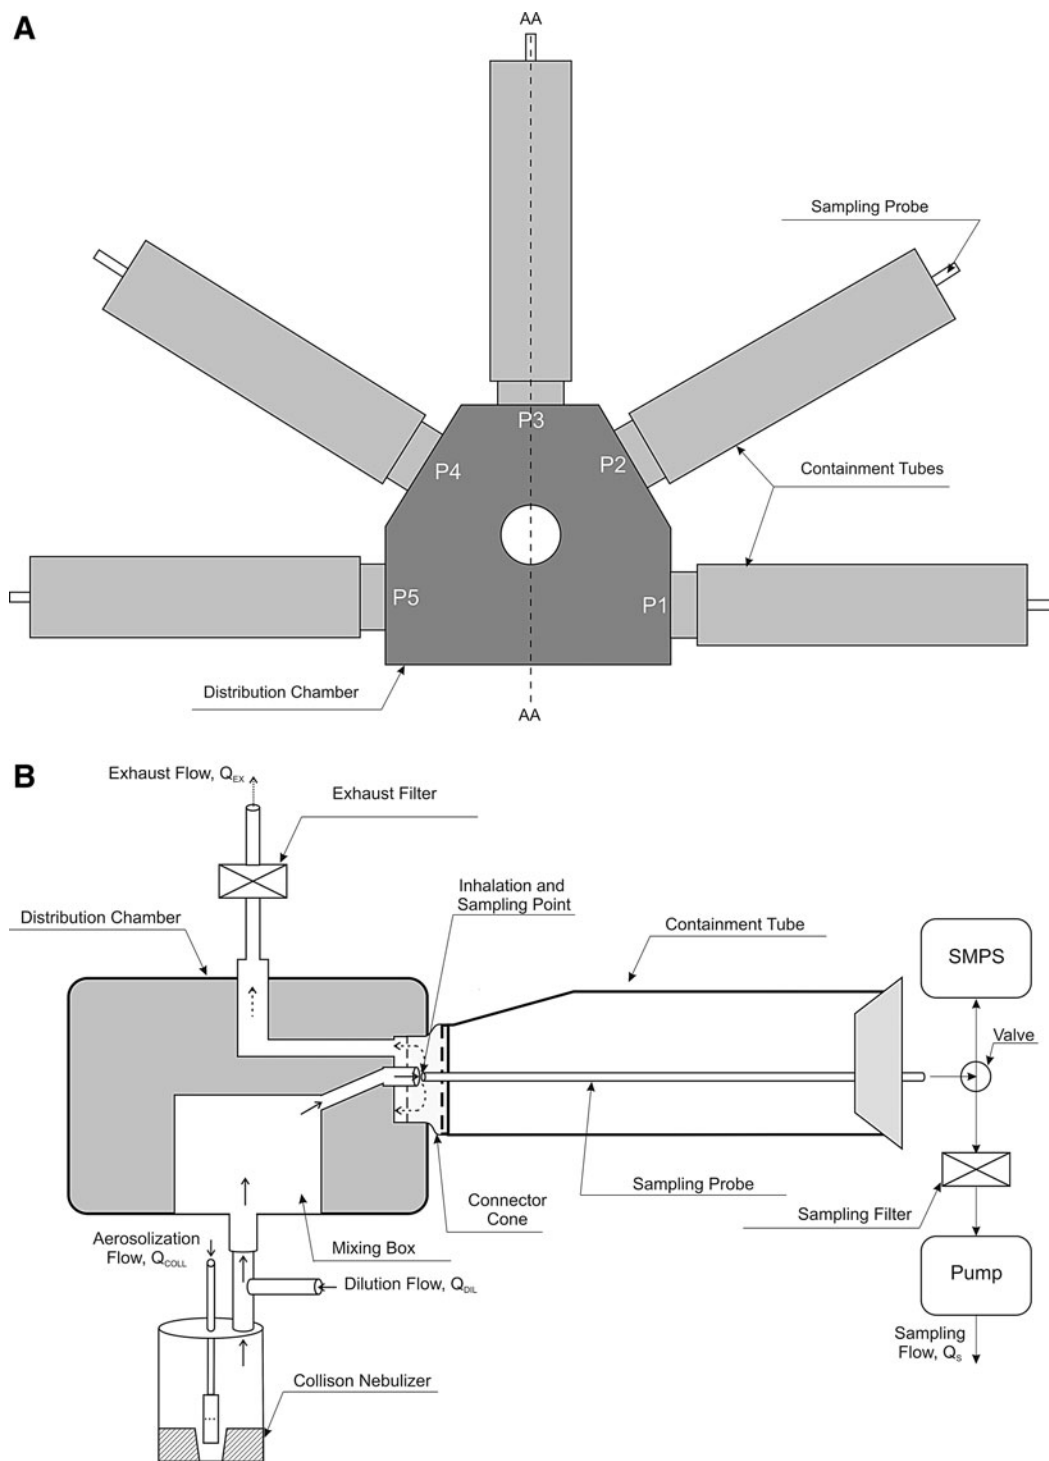 A
AA
Sampling Probe
P3
P2
P4
Containment Tubes
P5
P1
Distribution Chamber
AA
B
Exhaust Flow, QEX
Exhaust Filter
Inhalation and
Sampling Point
Distribution Chamber
Containment Tube
SMPS
Valve
Sampling Probe
Connector
Cone
Sampling Filter
Aerosolization
Flow, QCOLL
Mixing Box
Dilution Flow, QDIL
Pump
Sampling
Flow, QS
Collison Nebulizer